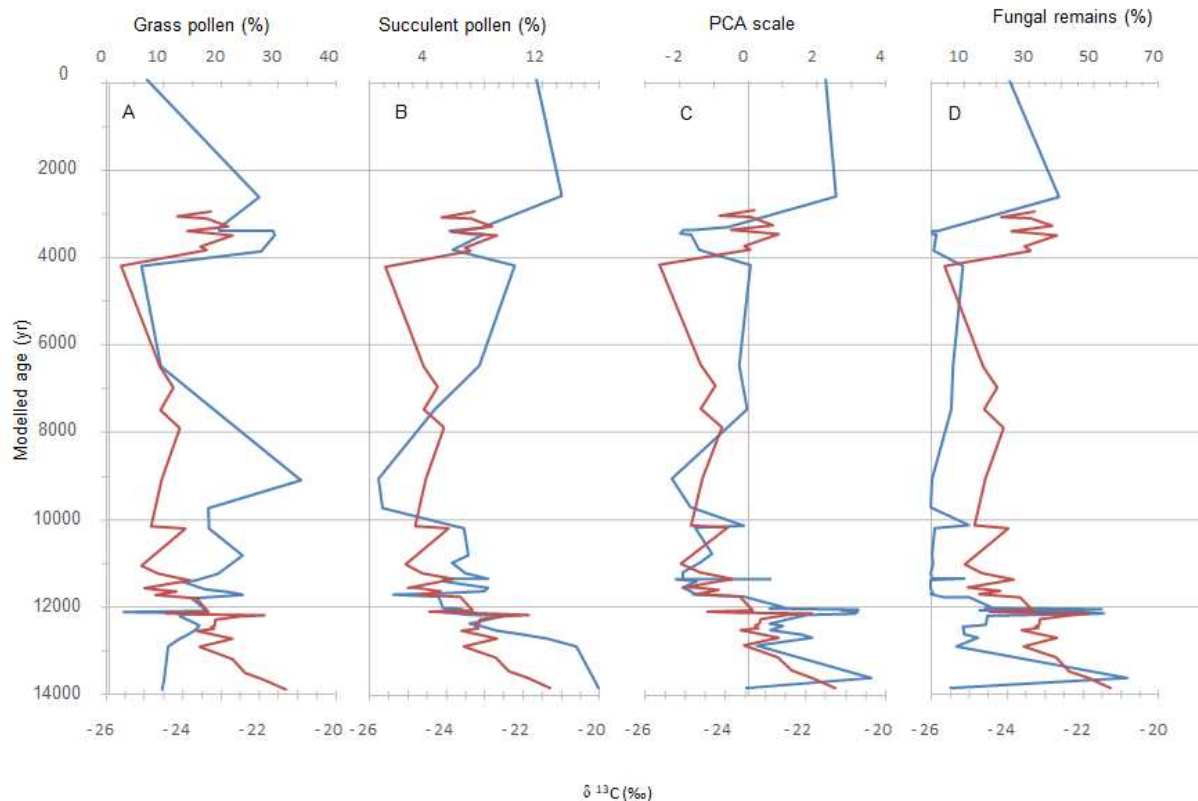 Grass pollen (%) Succulent pollen (%) PCA scale Fungal remains (%)
0 10 20 30 40 4 12 -2 0 2 4 10 30 50 70
0
A B C D
2000
4000
6000
Modelled age (yr)
8000
10000
12000
14000
-26 -24 -22 -20 -26 -24 -22 -20 -26 -24 -22 -20 -26 -24 -22 -20
δ ¹³C (‰)